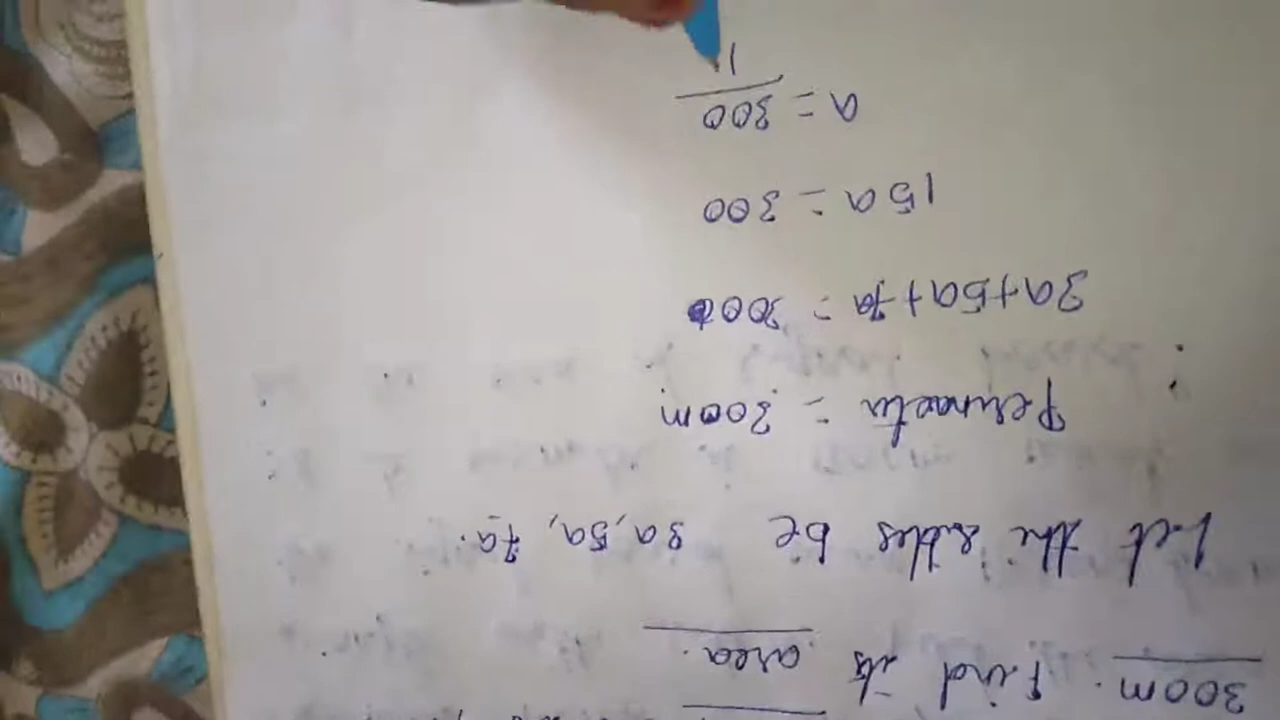 300m. Find its area.
Let the sides be 3a, 5a, 7a.
Perimeter = 300m
3a+5a+7a = 300
15a = 300
a = 300
1